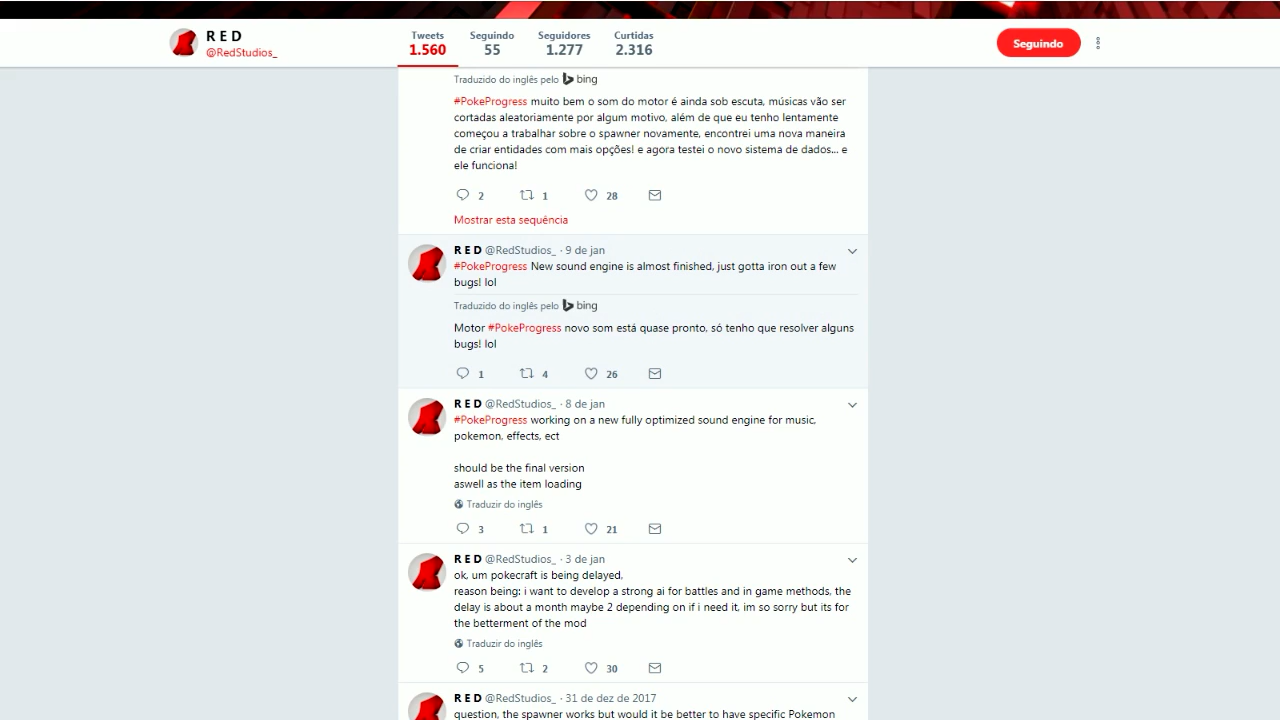 R E D
@RedStudios_
Tweets
1.560
Seguindo
55
Seguidores
1.277
Curtidas
2.316
Seguindo
Traduzido do inglês pelo bing
#PokeProgress muito bem o som do motor é ainda sob escuta, músicas vão ser
cortadas aleatoriamente por algum motivo, além de que eu tenho lentamente
começou a trabalhar sobre o spawner novamente, encontrei uma nova maneira
de criar entidades com mais opções! e agora testei o novo sistema de dados... e
ele funciona!
2 1 28
Mostrar esta sequência
R E D @RedStudios_ · 9 de jan
#PokeProgress New sound engine is almost finished, just gotta iron out a few
bugs! lol
Traduzido do inglês pelo bing
Motor #PokeProgress novo som está quase pronto, só tenho que resolver alguns
bugs! lol
1 4 26
R E D @RedStudios_ · 8 de jan
#PokeProgress working on a new fully optimized sound engine for music,
pokemon, effects, ect
should be the final version
aswell as the item loading
Traduzir do inglês
3 1 21
R E D @RedStudios_ · 3 de jan
ok, um pokecraft is being delayed,
reason being: i want to develop a strong ai for battles and in game methods, the
delay is about a month maybe 2 depending on if i need it, im so sorry but its for
the betterment of the mod
Traduzir do inglês
5 2 30
R E D @RedStudios_ · 31 de dez de 2017
question, the spawner works but would it be better to have specific Pokemon